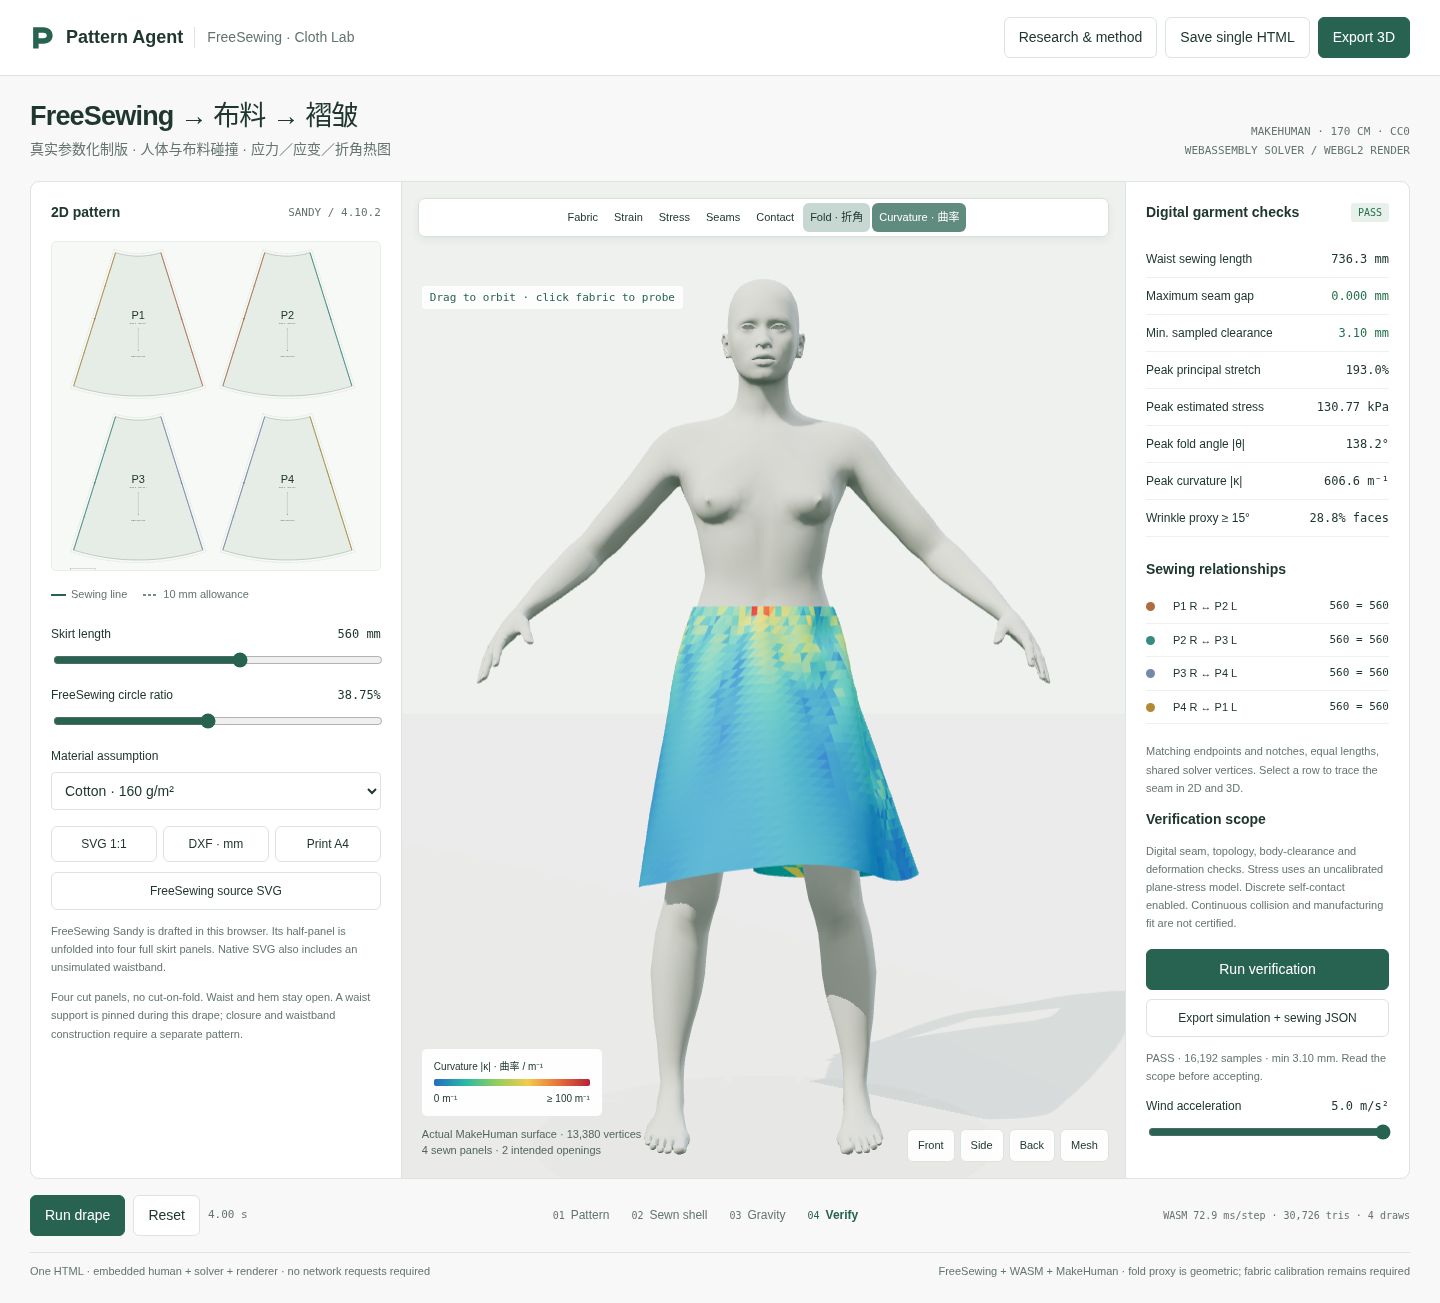 Pattern Agent
FreeSewing · Cloth Lab
Research & method
Save single HTML
Export 3D
FreeSewing → 布料 → 褶皱
真实参数化制版 · 人体与布料碰撞 · 应力／应变／折角热图
MAKEHUMAN · 170 CM · CC0
WEBASSEMBLY SOLVER / WEBGL2 RENDER
2D pattern
SANDY / 4.10.2
P1
P2
P3
P4
Sewing line
10 mm allowance
Skirt length
560 mm
FreeSewing circle ratio
38.75%
Material assumption
Cotton · 160 g/m²
SVG 1:1
DXF · mm
Print A4
FreeSewing source SVG
FreeSewing Sandy is drafted in this browser. Its half-panel is
unfolded into four full skirt panels. Native SVG also includes an
unsimulated waistband.
Four cut panels, no cut-on-fold. Waist and hem stay open. A waist
support is pinned during this drape; closure and waistband
construction require a separate pattern.
Fabric
Strain
Stress
Seams
Contact
Fold · 折角
Curvature · 曲率
Drag to orbit · click fabric to probe
Curvature |κ| · 曲率 / m⁻¹
0 m⁻¹
≥ 100 m⁻¹
Actual MakeHuman surface · 13,380 vertices
4 sewn panels · 2 intended openings
Front
Side
Back
Mesh
Digital garment checks
PASS
Waist sewing length
736.3 mm
Maximum seam gap
0.000 mm
Min. sampled clearance
3.10 mm
Peak principal stretch
193.0%
Peak estimated stress
130.77 kPa
Peak fold angle |θ|
138.2°
Peak curvature |κ|
606.6 m⁻¹
Wrinkle proxy ≥ 15°
28.8% faces
Sewing relationships
P1 R ↔ P2 L
560 = 560
P2 R ↔ P3 L
560 = 560
P3 R ↔ P4 L
560 = 560
P4 R ↔ P1 L
560 = 560
Matching endpoints and notches, equal lengths,
shared solver vertices. Select a row to trace the
seam in 2D and 3D.
Verification scope
Digital seam, topology, body-clearance and
deformation checks. Stress uses an uncalibrated
plane-stress model. Discrete self-contact
enabled. Continuous collision and manufacturing
fit are not certified.
Run verification
Export simulation + sewing JSON
PASS · 16,192 samples · min 3.10 mm. Read the
scope before accepting.
Wind acceleration
5.0 m/s²
Run drape
Reset
4.00 s
01 Pattern
02 Sewn shell
03 Gravity
04 Verify
WASM 72.9 ms/step · 30,726 tris · 4 draws
One HTML · embedded human + solver + renderer · no network requests required
FreeSewing + WASM + MakeHuman · fold proxy is geometric; fabric calibration remains required